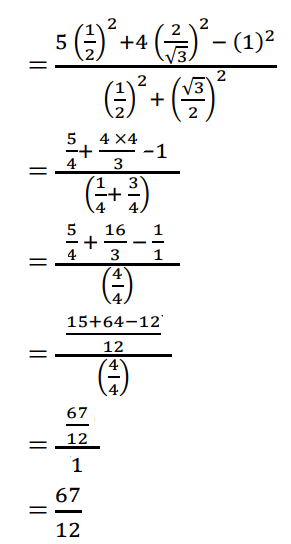 = (5(1/2)² +4(2/√3)² − (1)²) / ((1/2)² + (√3/2)²)
= (5/4 + (4 ×4)/3 −1) / (1/4 + 3/4)
= (5/4 + 16/3 − 1/1) / (4/4)
= ((15+64−12)/12) / (4/4)
= (67/12) / 1
= 67/12